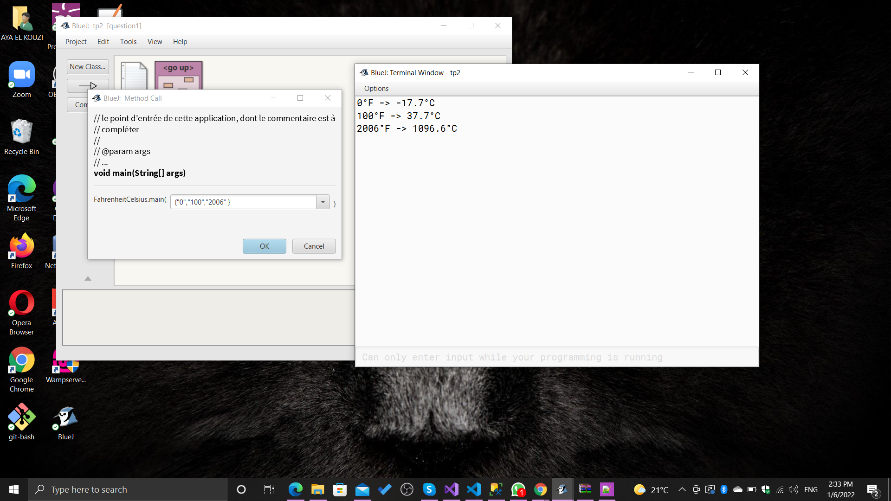 AYA EL KOUZI
Zoom
Recycle Bin
Microsoft
Edge
Firefox
Opera
Browser
Google
Chrome
Wampserve...
git-bash
BlueJ
BlueJ: tp2 [question1]
Project Edit Tools View Help
New Class...
<go up>
BlueJ: Method Call
// le point d'entrée de cette application, dont le commentaire est à
// compléter
//
// @param args
// ...
void main(String[] args)
FahrenheitCelsius.main( {"0","100","2006" } )
OK Cancel
BlueJ: Terminal Window - tp2
Options
0°F -> -17.7°C
100°F -> 37.7°C
2006°F -> 1096.6°C
Can only enter input while your programming is running
Type here to search
21°C
ENG
2:33 PM
1/6/2022
2